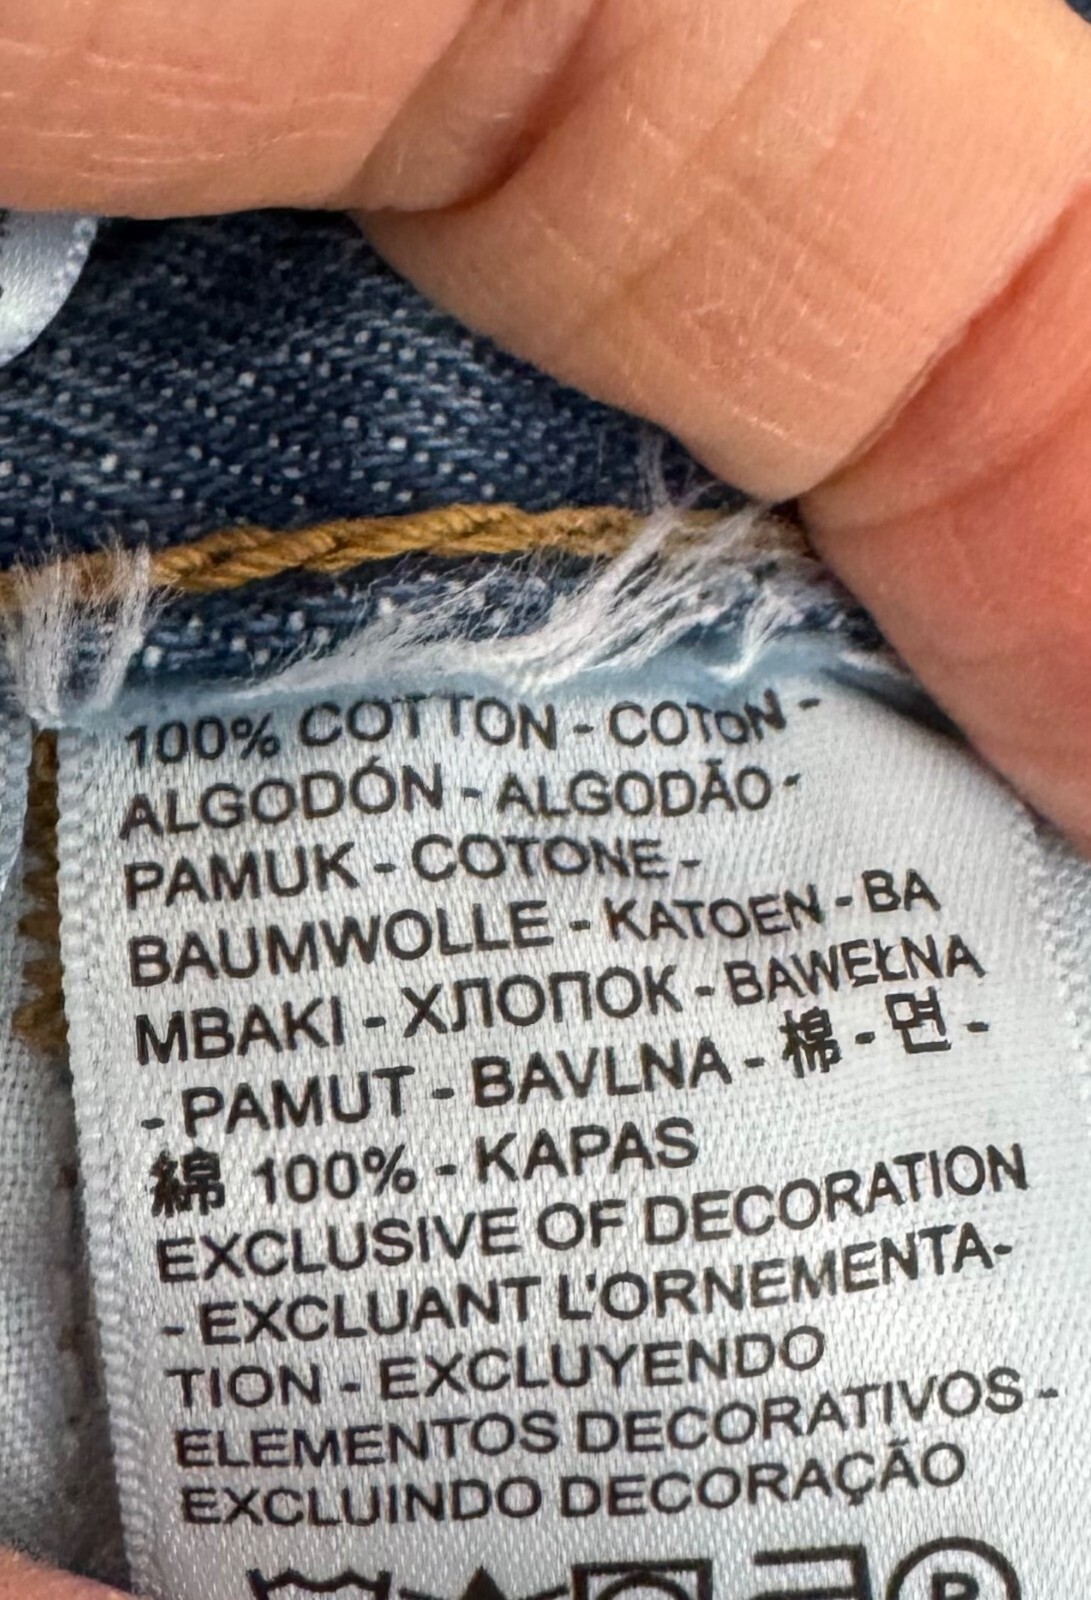 100% COTTON - COTON -
ALGODÓN - ALGODÃO -
PAMUK - COTONE -
BAUMWOLLE - KATOEN - BA
MBAKI - ХЛОПОК - BAWEŁNA
- PAMUT - BAVLNA - 棉 - 면 -
綿 100% - KAPAS
EXCLUSIVE OF DECORATION
- EXCLUANT L'ORNEMENTA-
TION - EXCLUYENDO
ELEMENTOS DECORATIVOS -
EXCLUINDO DECORAÇÃO
P